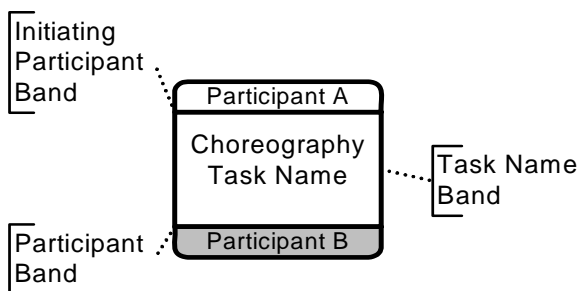 Initiating
Participant
Band
Participant A
Choreography
Task Name
Task Name
Band
Participant B
Participant
Band